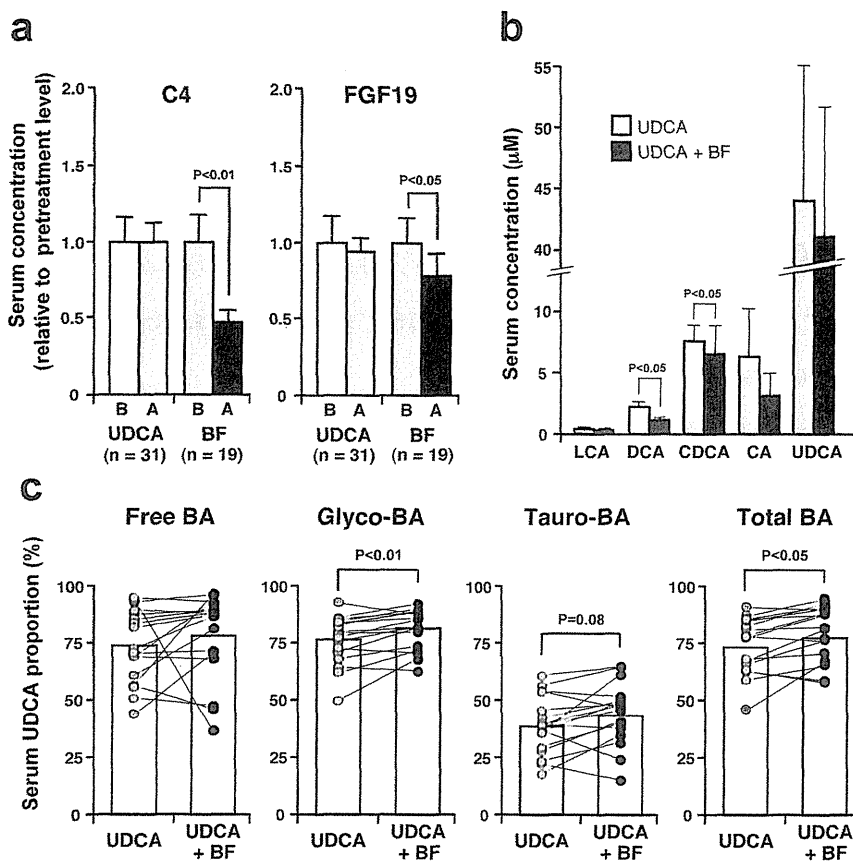 a
C4
FGF19
Serum concentration
(relative to pretreatment level)
2.0
1.5
1.0
0.5
0
P<0.01
B A B A
UDCA BF
(n = 31) (n = 19)
2.0
1.5
1.0
0.5
0
P<0.05
B A B A
UDCA BF
(n = 31) (n = 19)
b
Serum concentration (μM)
55
50
45
40
10
5
0
UDCA
UDCA + BF
P<0.05
P<0.05
LCA DCA CDCA CA UDCA
c
Serum UDCA proportion (%)
Free BA
100
75
50
25
0
UDCA UDCA
+ BF
Glyco-BA
P<0.01
100
75
50
25
0
UDCA UDCA
+ BF
Tauro-BA
P=0.08
100
75
50
25
0
UDCA UDCA
+ BF
Total BA
P<0.05
100
75
50
25
0
UDCA UDCA
+ BF